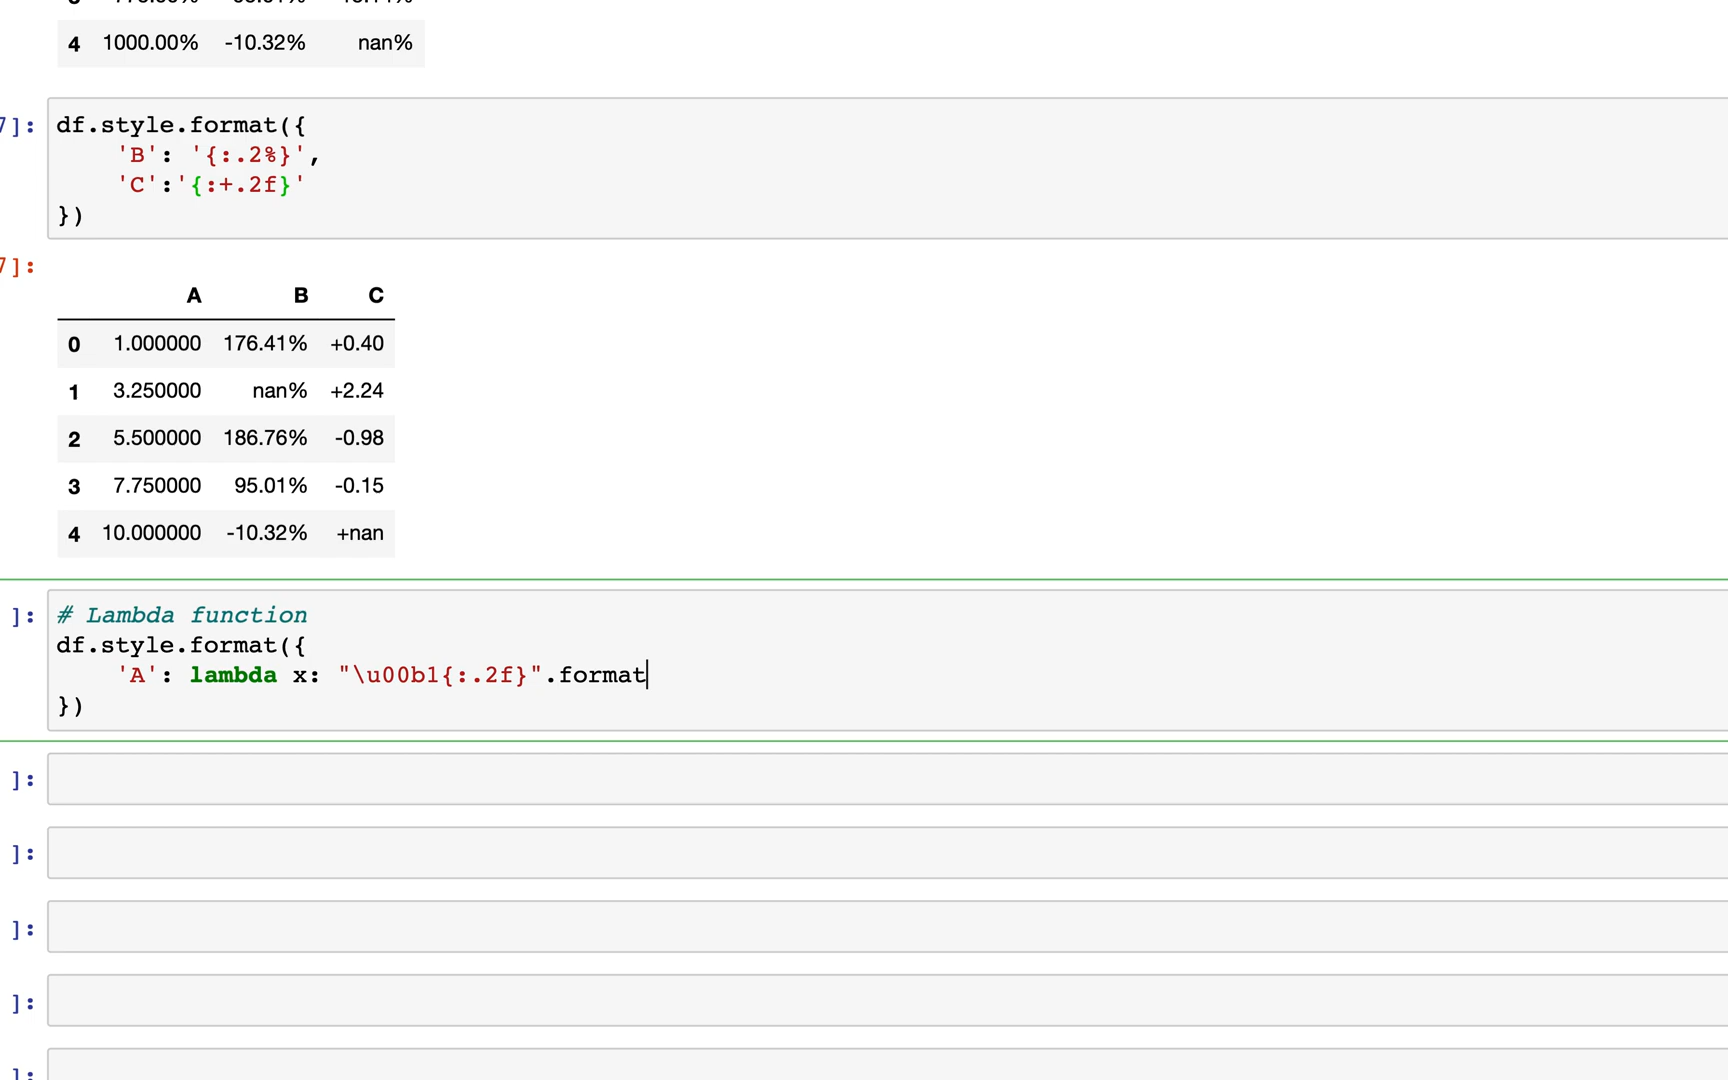 4 1000.00% -10.32% nan%
7]: df.style.format({
'B': '{:.2%}',
'C':'{:+.2f}'
})
7]:
A B C
0 1.000000 176.41% +0.40
1 3.250000 nan% +2.24
2 5.500000 186.76% -0.98
3 7.750000 95.01% -0.15
4 10.000000 -10.32% +nan
]: # Lambda function
df.style.format({
'A': lambda x: "\u00b1{:.2f}".format
})
]:
]:
]:
]:
]: